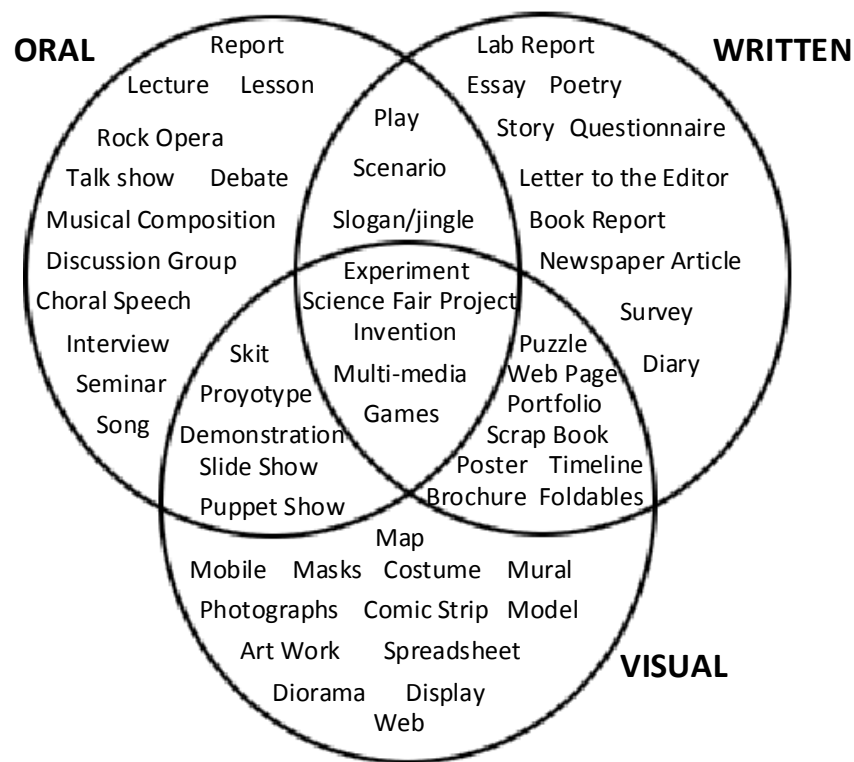 ORAL
Report
Lecture Lesson
Rock Opera
Talk show Debate
Musical Composition
Discussion Group
Choral Speech
Interview
Seminar
Song
Play
Scenario
Slogan/jingle
WRITTEN
Lab Report
Essay Poetry
Story Questionnaire
Letter to the Editor
Book Report
Newspaper Article
Survey
Diary
Experiment
Science Fair Project
Invention
Multi-media
Games
Skit
Proyotype
Demonstration
Slide Show
Puppet Show
Puzzle
Web Page
Portfolio
Scrap Book
Poster Timeline
Brochure Foldables
VISUAL
Map
Mobile Masks Costume Mural
Photographs Comic Strip Model
Art Work Spreadsheet
Diorama Display
Web